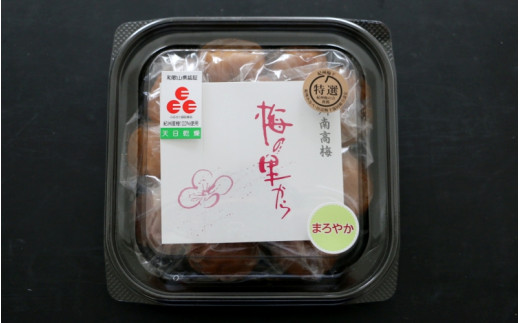 和歌山県認証
天日乾燥
特選
南高梅
梅の里から
まろやか